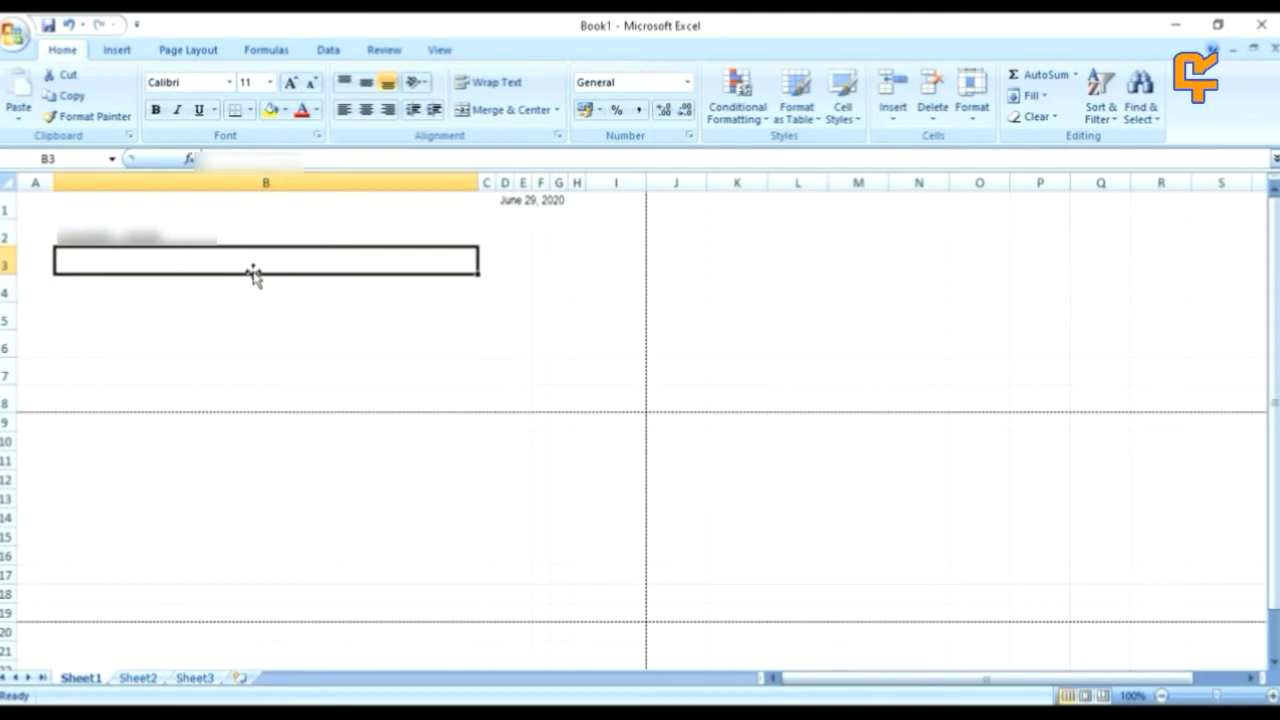 Book1 - Microsoft Excel
Home Insert Page Layout Formulas Data Review View
Cut Calibri 11 A A Wrap Text General AutoSum
Copy Fill
Paste Format Painter B I U Merge & Center % , Conditional Formatting Format as Table Cell Styles Insert Delete Format Clear Sort & Filter Find & Select
Clipboard Font Alignment Number Styles Cells Editing
B3 fx
A B C D E F G H I J K L M N O P Q R S
1 June 29, 2020
2
3
4
5
6
7
8
9
10
11
12
13
14
15
16
17
18
19
20
21
Sheet1 Sheet2 Sheet3
Ready 100%